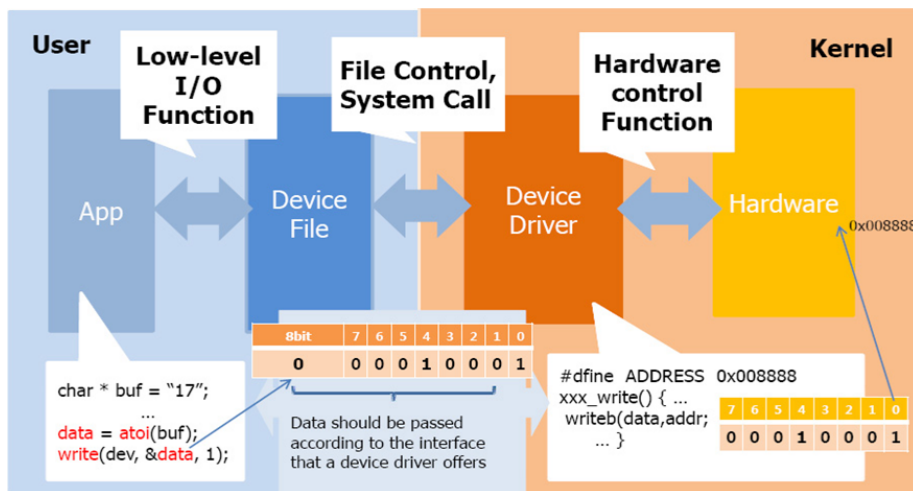 User
Kernel
Low-level
I/O
Function
File Control,
System Call
Hardware
control
Function
App
Device
File
Device
Driver
Hardware
0x008888
8bit 7 6 5 4 3 2 1 0
0 0 0 0 1 0 0 0 1
char * buf = “17”;
...
data = atoi(buf);
write(dev, &data, 1);
Data should be passed
according to the interface
that a device driver offers
#dfine ADDRESS 0x008888
xxx_write() { ...
writeb(data,addr;
... }
7 6 5 4 3 2 1 0
0 0 0 1 0 0 0 1